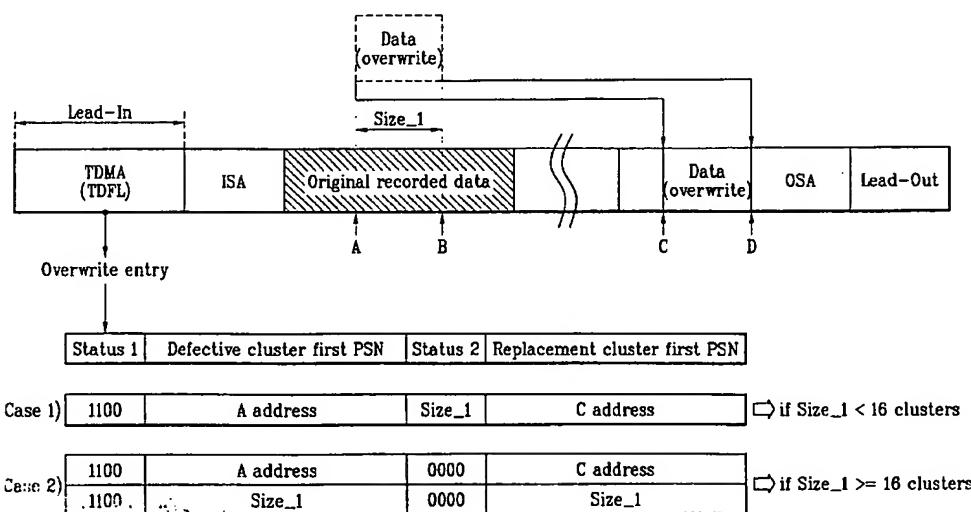 Data
(overwrite)
Lead-In
Size_1
TDMA
(TDFL)
ISA
Original recorded data
Data
(overwrite)
OSA
Lead-Out
A
B
C
D
Overwrite entry
Status 1 Defective cluster first PSN Status 2 Replacement cluster first PSN
Case 1) 1100 A address Size_1 C address if Size_1 < 16 clusters
Case 2) 1100 A address 0000 C address if Size_1 >= 16 clusters
1100 Size_1 0000 Size_1